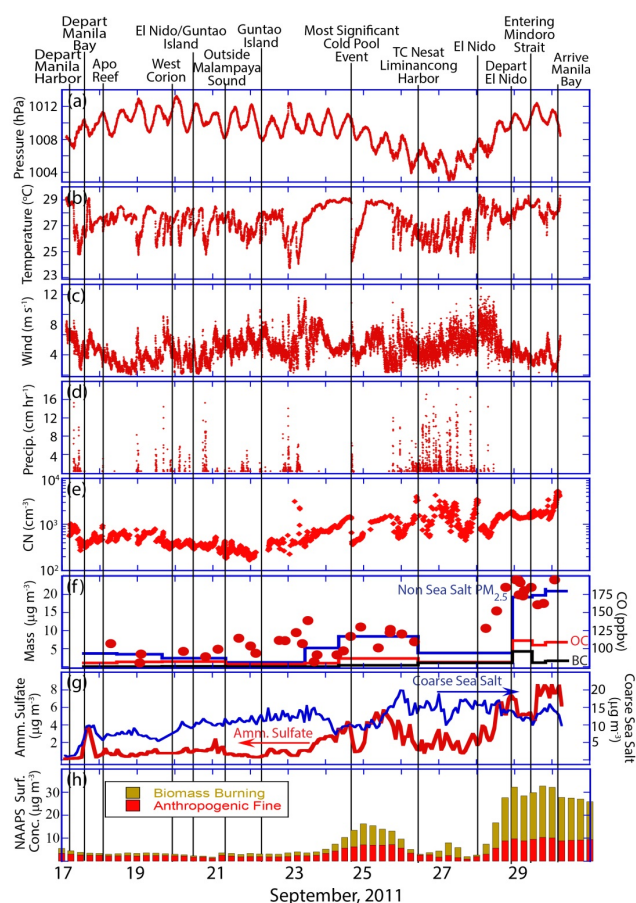 Depart Manila Harbor
Depart Manila Bay
Apo Reef
West Corion
El Nido/Guntao Island
Outside Malampaya Sound
Guntao Island
Most Significant Cold Pool Event
TC Nesat Liminancong Harbor
El Nido
Depart El Nido
Entering Mindoro Strait
Arrive Manila Bay
(a)
Pressure (hPa)
1012
1008
1004
(b)
Temperature (°C)
29
27
25
23
(c)
Wind (m s⁻¹)
12
8
4
(d)
Precip. (cm hr⁻¹)
16
12
8
4
(e)
CN (cm⁻³)
10⁴
10³
10²
(f)
Mass (µg m⁻³)
20
15
10
5
Non Sea Salt PM2.5
OC
BC
CO (ppbv)
175
150
125
100
(g)
Amm. Sulfate (µg m⁻³)
8
6
4
2
0
Coarse Sea Salt
Amm. Sulfate
20
15
10
5
Coarse Sea Salt (µg m⁻³)
(h)
NAAPS Surf. Conc. (µg m⁻³)
30
20
10
Biomass Burning
Anthropogenic Fine
17
19
21
23
25
27
29
September, 2011